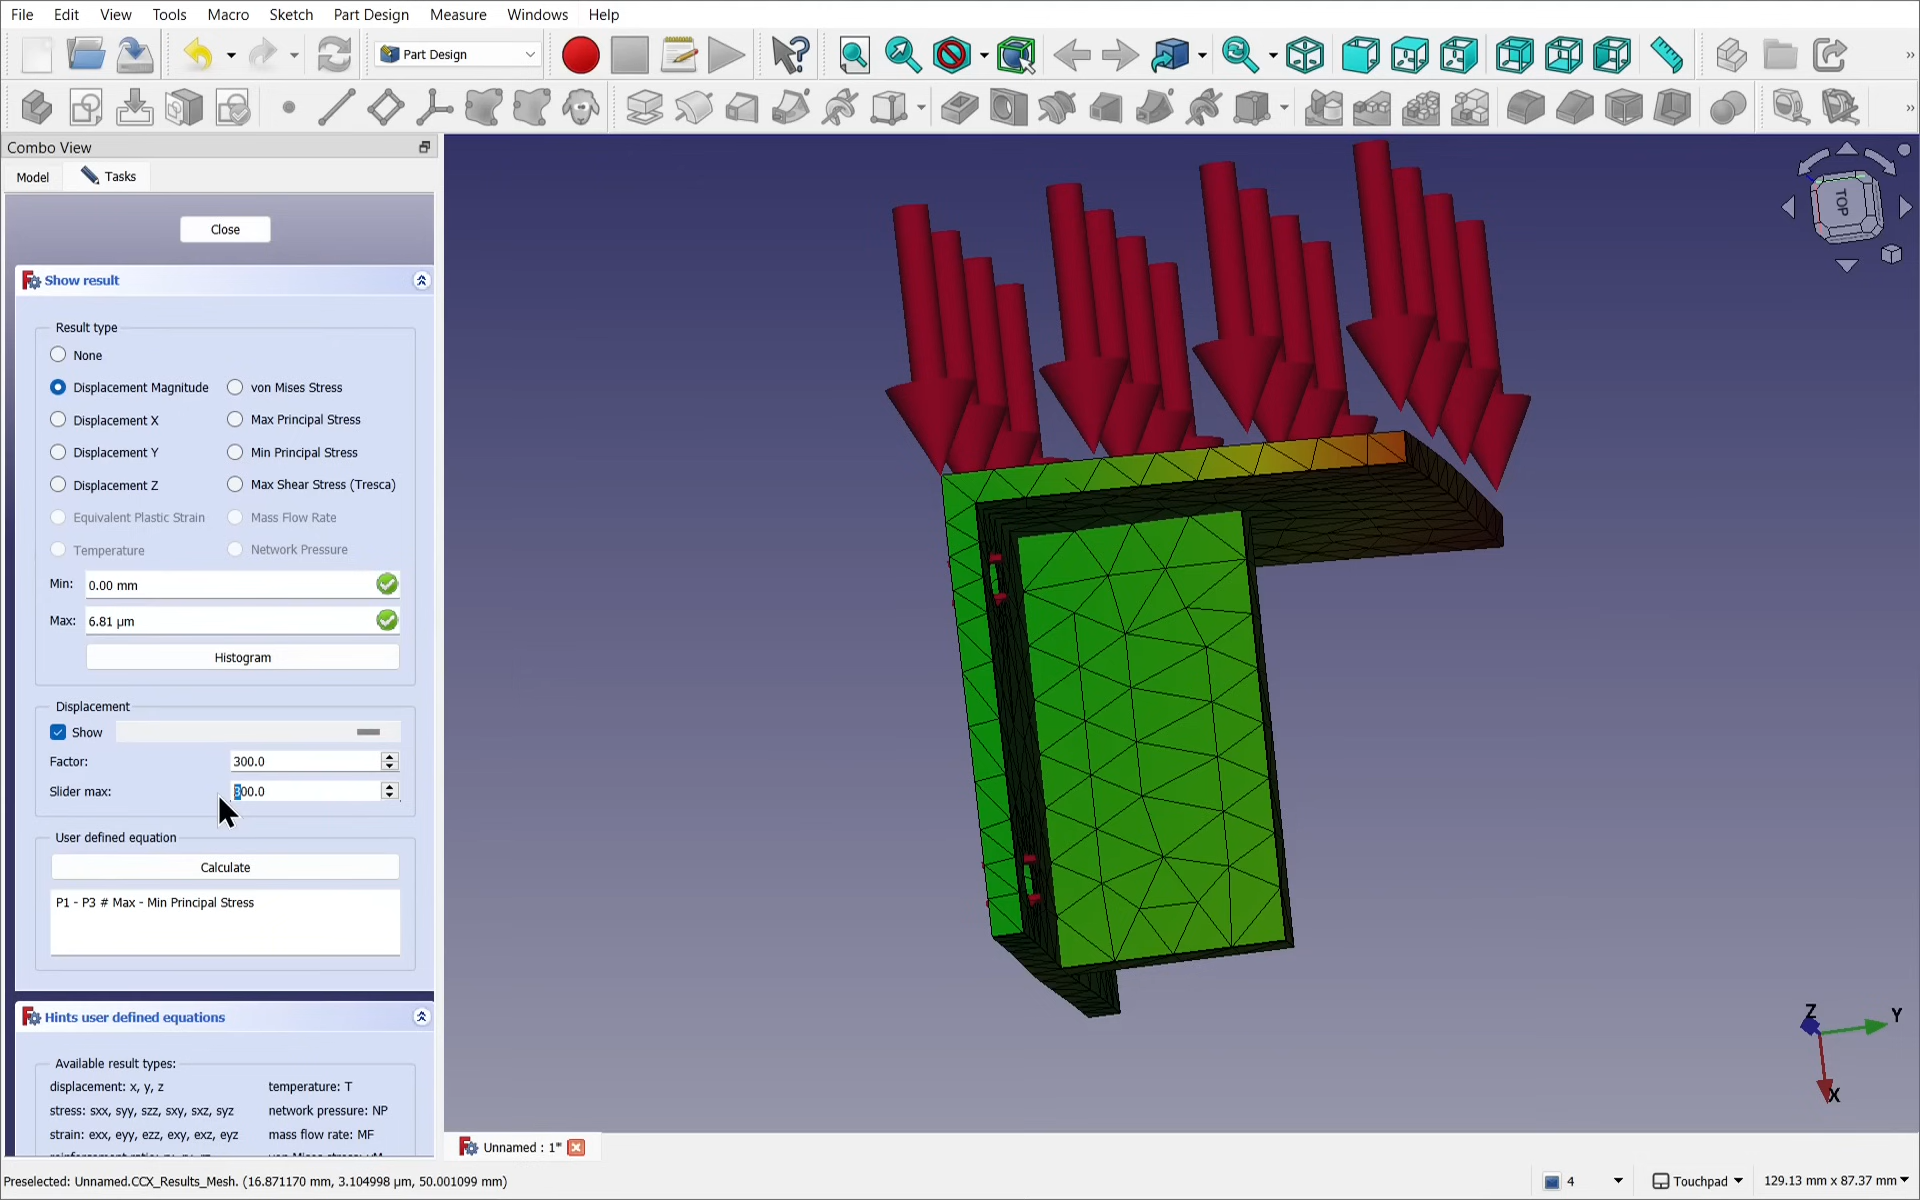 File Edit View Tools Macro Sketch Part Design Measure Windows Help
Part Design
Combo View
Model Tasks
Close
Show result
Result type
None
Displacement Magnitude von Mises Stress
Displacement X Max Principal Stress
Displacement Y Min Principal Stress
Displacement Z Max Shear Stress (Tresca)
Equivalent Plastic Strain Mass Flow Rate
Temperature Network Pressure
Min: 0.00 mm
Max: 6.81 µm
Histogram
Displacement
Show
Factor: 300.0
Slider max: 300.0
User defined equation
Calculate
P1 - P3 # Max - Min Principal Stress
Hints user defined equations
Available result types:
displacement: x, y, z temperature: T
stress: sxx, syy, szz, sxy, sxz, syz network pressure: NP
strain: exx, eyy, ezz, exy, exz, eyz mass flow rate: MF
TOP
Z
Y
X
Unnamed : 1*
Preselected: Unnamed.CCX_Results_Mesh. (16.871170 mm, 3.104998 µm, 50.001099 mm)
4 Touchpad 129.13 mm x 87.37 mm